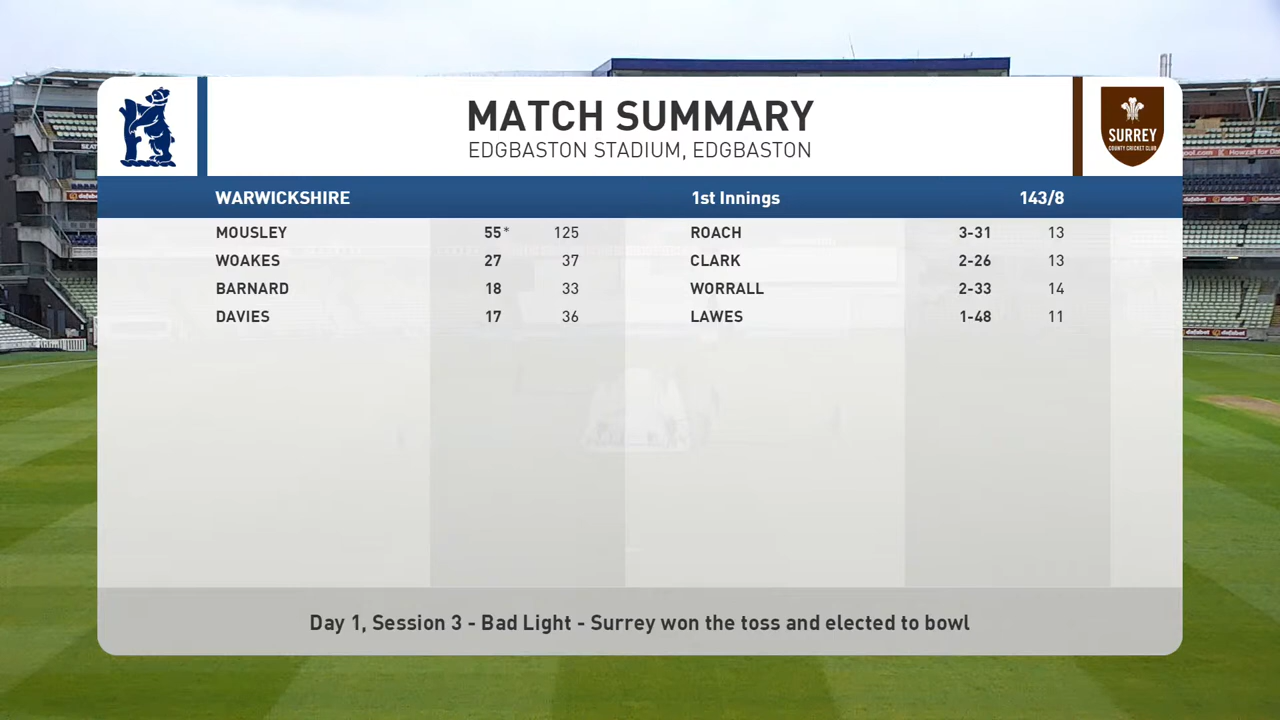 MATCH SUMMARY
EDGBASTON STADIUM, EDGBASTON
SURREY
COUNTY CRICKET CLUB
WARWICKSHIRE 1st Innings 143/8
MOUSLEY 55* 125 ROACH 3-31 13
WOAKES 27 37 CLARK 2-26 13
BARNARD 18 33 WORRALL 2-33 14
DAVIES 17 36 LAWES 1-48 11
Day 1, Session 3 - Bad Light - Surrey won the toss and elected to bowl